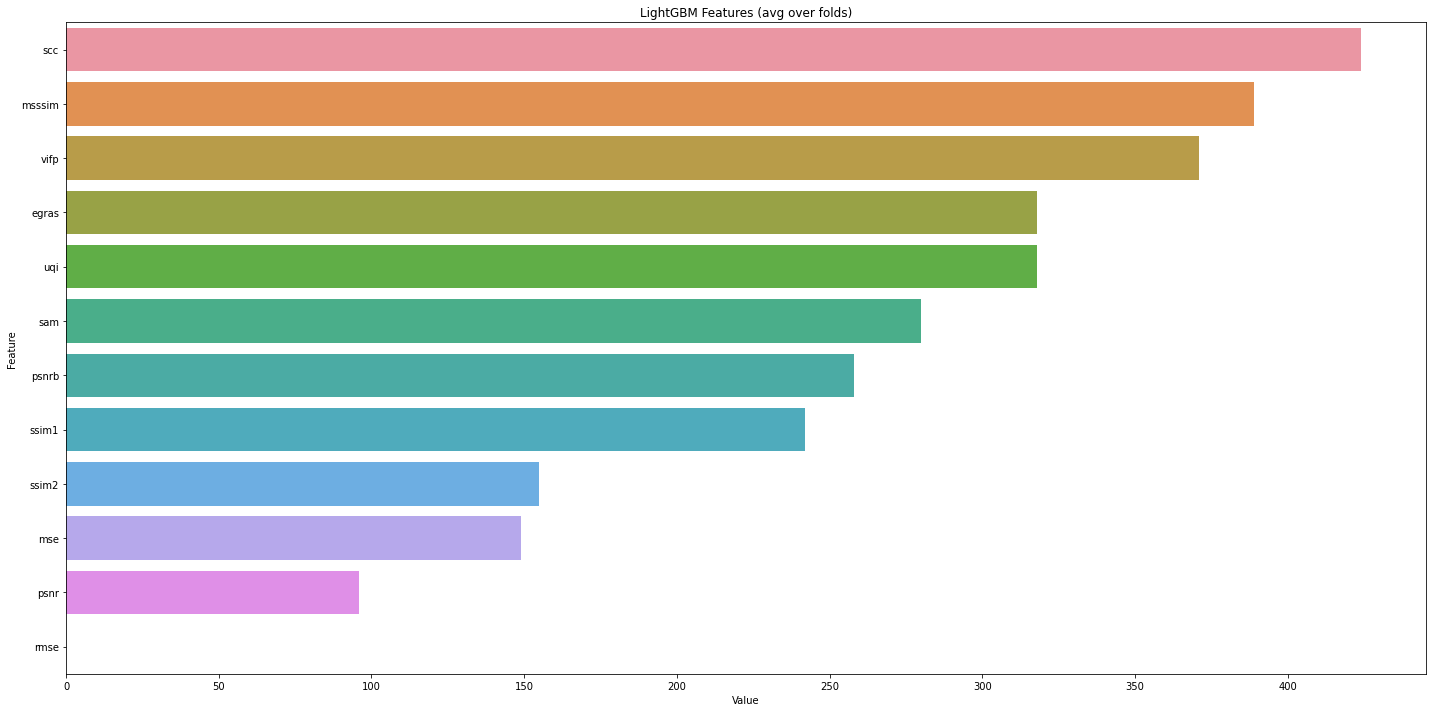 LightGBM Features (avg over folds)
Feature
scc
msssim
vifp
egras
uqi
sam
psnrb
ssim1
ssim2
mse
psnr
rmse
0 50 100 150 200 250 300 350 400
Value